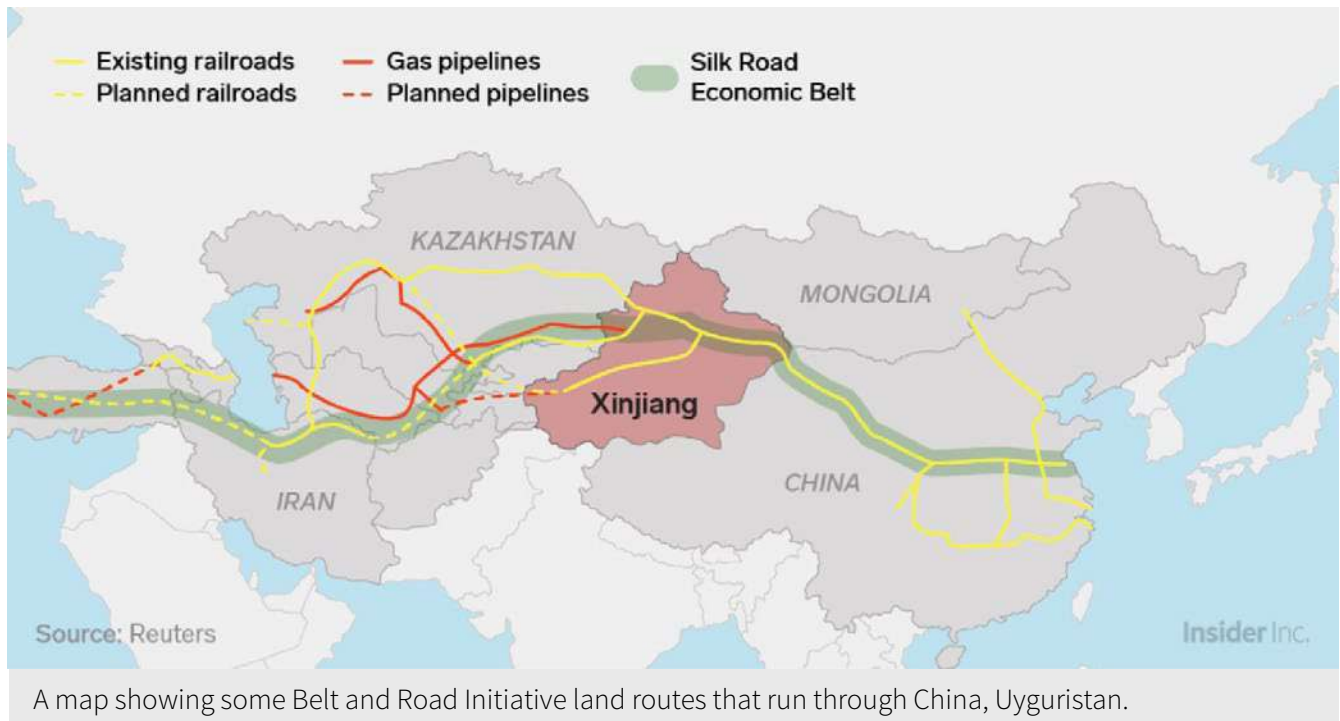 Existing railroads
Planned railroads
Gas pipelines
Planned pipelines
Silk Road
Economic Belt
KAZAKHSTAN
MONGOLIA
Xinjiang
CHINA
IRAN
Source: Reuters
Insider Inc.
A map showing some Belt and Road Initiative land routes that run through China, Uyguristan.